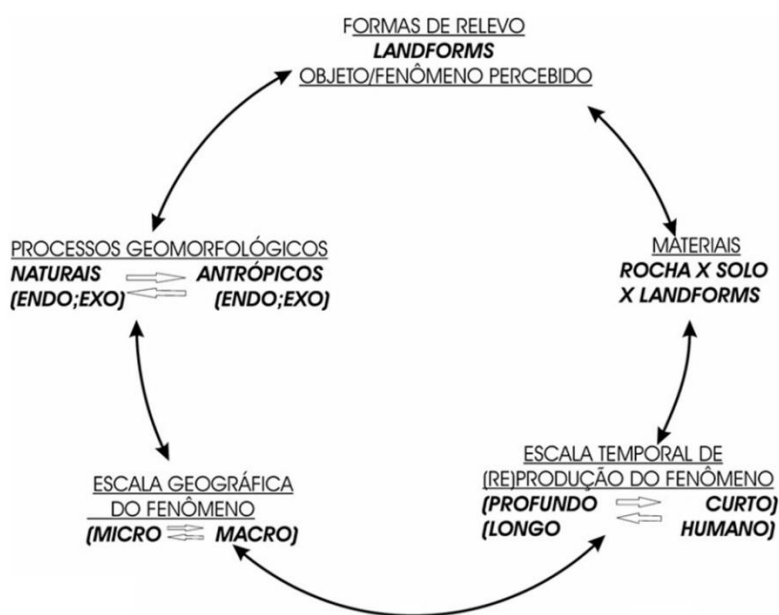 FORMAS DE RELEVO
LANDFORMS
OBJETO/FENÔMENO PERCEBIDO
PROCESSOS GEOMORFOLÓGICOS
NATURAIS ANTRÓPICOS
(ENDO;EXO) (ENDO;EXO)
MATERIAIS
ROCHA X SOLO
X LANDFORMS
ESCALA GEOGRÁFICA
DO FENÔMENO
(MICRO MACRO)
ESCALA TEMPORAL DE
(RE)PRODUÇÃO DO FENÔMENO
(PROFUNDO CURTO)
(LONGO HUMANO)